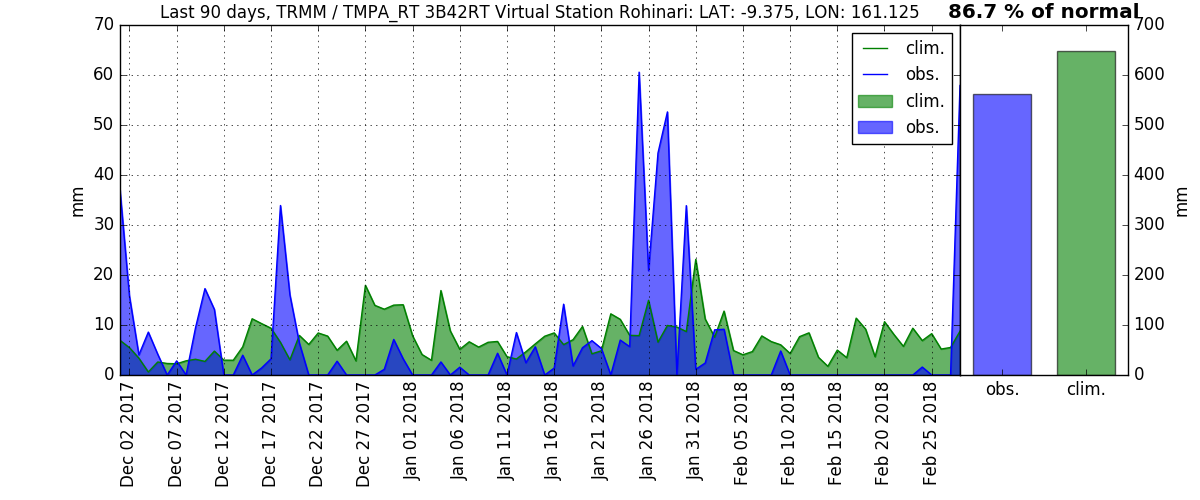 Last 90 days, TRMM / TMPA_RT 3B42RT Virtual Station Rohinari: LAT: -9.375, LON: 161.125
86.7 % of normal
70
60
50
40
30
20
10
0
mm
clim.
obs.
clim.
obs.
700
600
500
400
300
200
100
0
mm
Dec 02 2017
Dec 07 2017
Dec 12 2017
Dec 17 2017
Dec 22 2017
Dec 27 2017
Jan 01 2018
Jan 06 2018
Jan 11 2018
Jan 16 2018
Jan 21 2018
Jan 26 2018
Jan 31 2018
Feb 05 2018
Feb 10 2018
Feb 15 2018
Feb 20 2018
Feb 25 2018
obs.
clim.